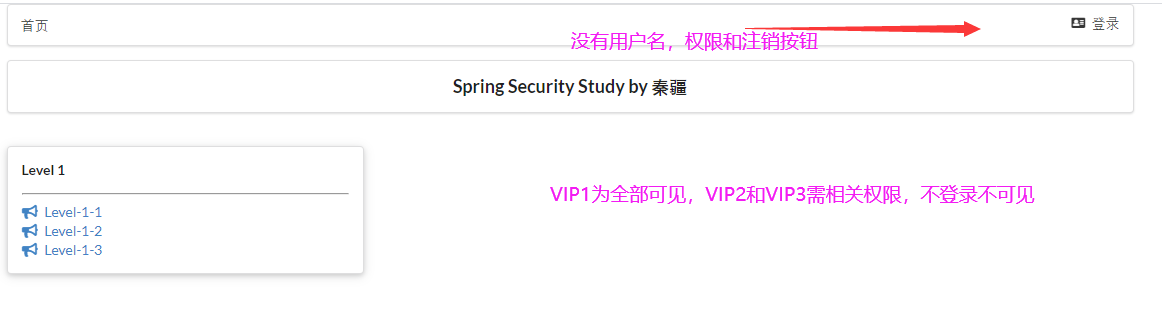 首页
登录
没有用户名，权限和注销按钮
Spring Security Study by 秦疆
Level 1
VIP1为全部可见，VIP2和VIP3需相关权限，不登录不可见
Level-1-1
Level-1-2
Level-1-3